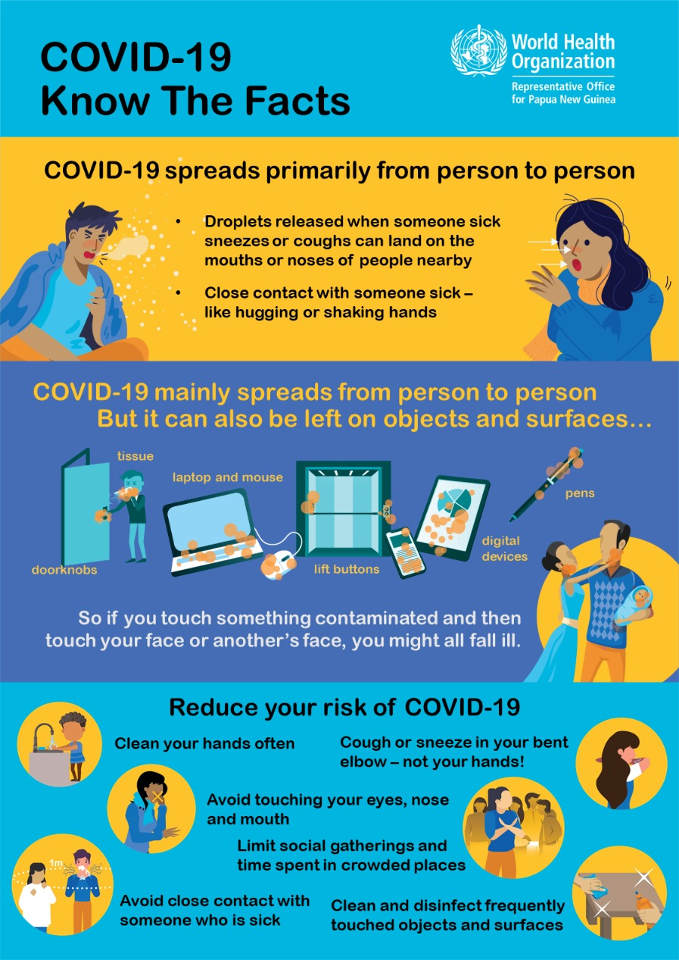 COVID-19
Know The Facts
World Health
Organization
Representative Office
for Papua New Guinea
COVID-19 spreads primarily from person to person
• Droplets released when someone sick
sneezes or coughs can land on the
mouths or noses of people nearby
• Close contact with someone sick –
like hugging or shaking hands
COVID-19 mainly spreads from person to person
But it can also be left on objects and surfaces…
tissue
laptop and mouse
pens
doorknobs
lift buttons
digital
devices
So if you touch something contaminated and then
touch your face or another's face, you might all fall ill.
Reduce your risk of COVID-19
Clean your hands often
Cough or sneeze in your bent
elbow – not your hands!
Avoid touching your eyes, nose
and mouth
Limit social gatherings and
time spent in crowded places
1m
Avoid close contact with
someone who is sick
Clean and disinfect frequently
touched objects and surfaces